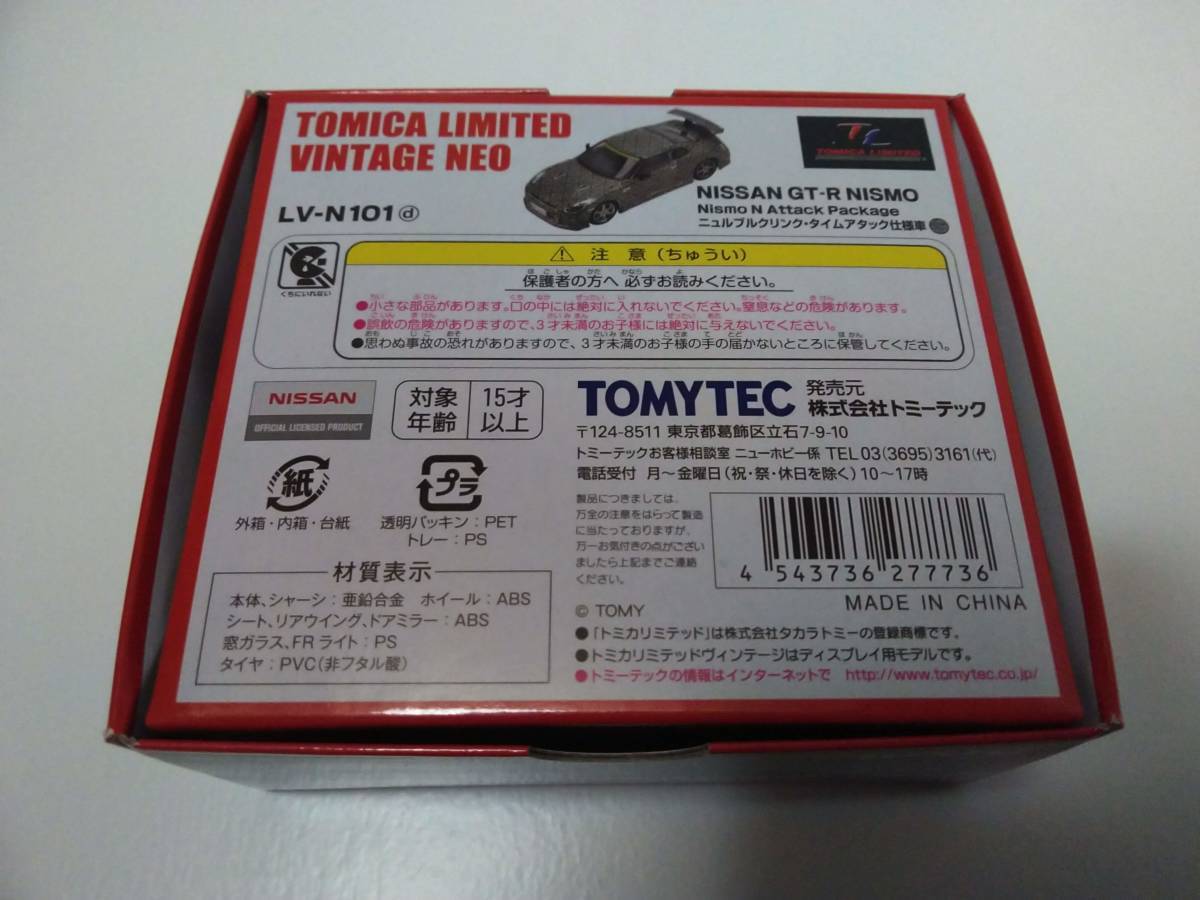 TOMICA LIMITED
VINTAGE NEO
LV-N101 ⓓ
TL
TOMICA LIMITED
NISSAN GT-R NISMO
Nismo N Attack Package
ニュルブルクリンク・タイムアタック仕様車
くちにいれない
⚠ 注 意(ちゅうい)
保護者の方へ 必ずお読みください。
●小さな部品があります。口の中には絶対に入れないでください。窒息などの危険があります。
●誤飲の危険がありますので、3才未満のお子様には絶対に与えないでください。
●思わぬ事故の恐れがありますので、3才未満のお子様の手の届かないところに保管してください。
NISSAN
OFFICIAL LICENSED PRODUCT
対象年齢 15才以上
TOMYTEC 発売元 株式会社トミーテック
〒124-8511 東京都葛飾区立石7-9-10
トミーテックお客様相談室 ニューホビー係 TEL 03(3695)3161(代)
電話受付 月~金曜日(祝・祭・休日を除く)10~17時
紙
外箱・内箱・台紙
プラ
透明パッキン:PET
トレー:PS
製品につきましては、
万全の注意をはらって製造
に当たっておりますが、
万一お気付きの点がござい
ましたら上記までご連絡
ください。
4 543736 277736
MADE IN CHINA
材質表示
本体、シャーシ:亜鉛合金 ホイール:ABS
シート、リアウイング、ドアミラー:ABS
窓ガラス、FRライト:PS
タイヤ:PVC(非フタル酸)
© TOMY
●「トミカリミテッド」は株式会社タカラトミーの登録商標です。
●トミカリミテッドヴィンテージはディスプレイ用モデルです。
●トミーテックの情報はインターネットで http://www.tomytec.co.jp/